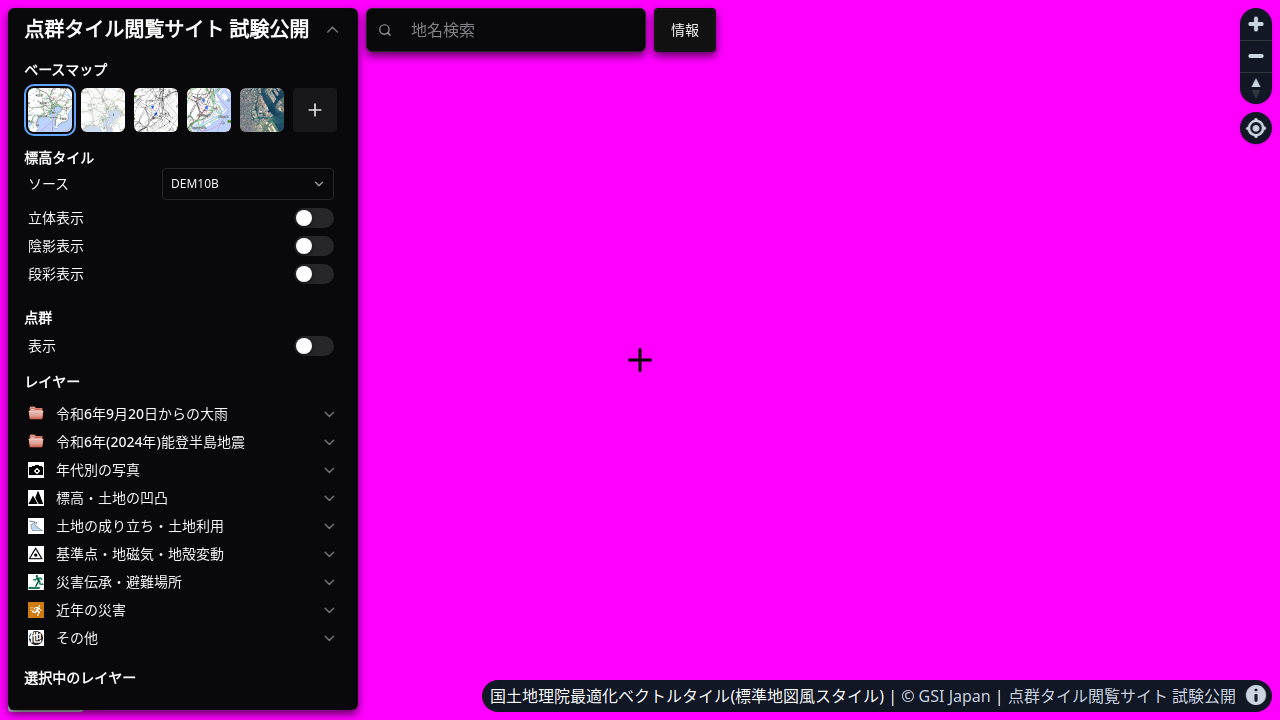 点群タイル閲覧サイト 試験公開
地名検索
情報
ベースマップ
標高タイル
ソース
DEM10B
立体表示
陰影表示
段彩表示
点群
表示
レイヤー
令和6年9月20日からの大雨
令和6年(2024年)能登半島地震
年代別の写真
標高・土地の凹凸
土地の成り立ち・土地利用
基準点・地磁気・地殻変動
災害伝承・避難場所
近年の災害
その他
選択中のレイヤー
国土地理院最適化ベクトルタイル(標準地図風スタイル) | © GSI Japan | 点群タイル閲覧サイト 試験公開